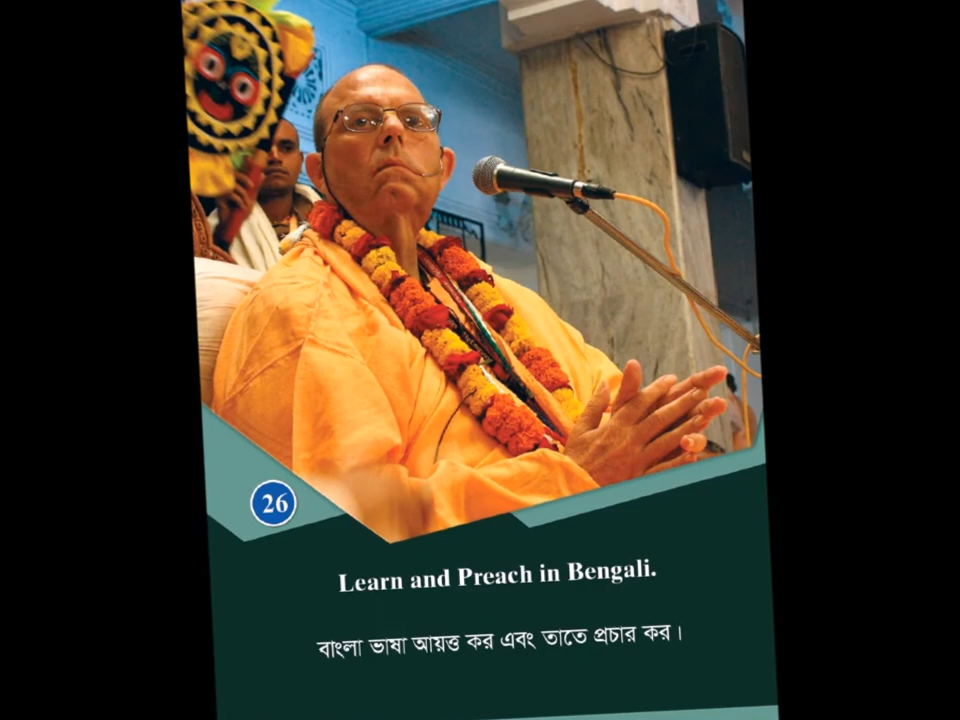 26
Learn and Preach in Bengali.
বাংলা ভাষা আয়ত্ত কর এবং তাতে প্রচার কর।